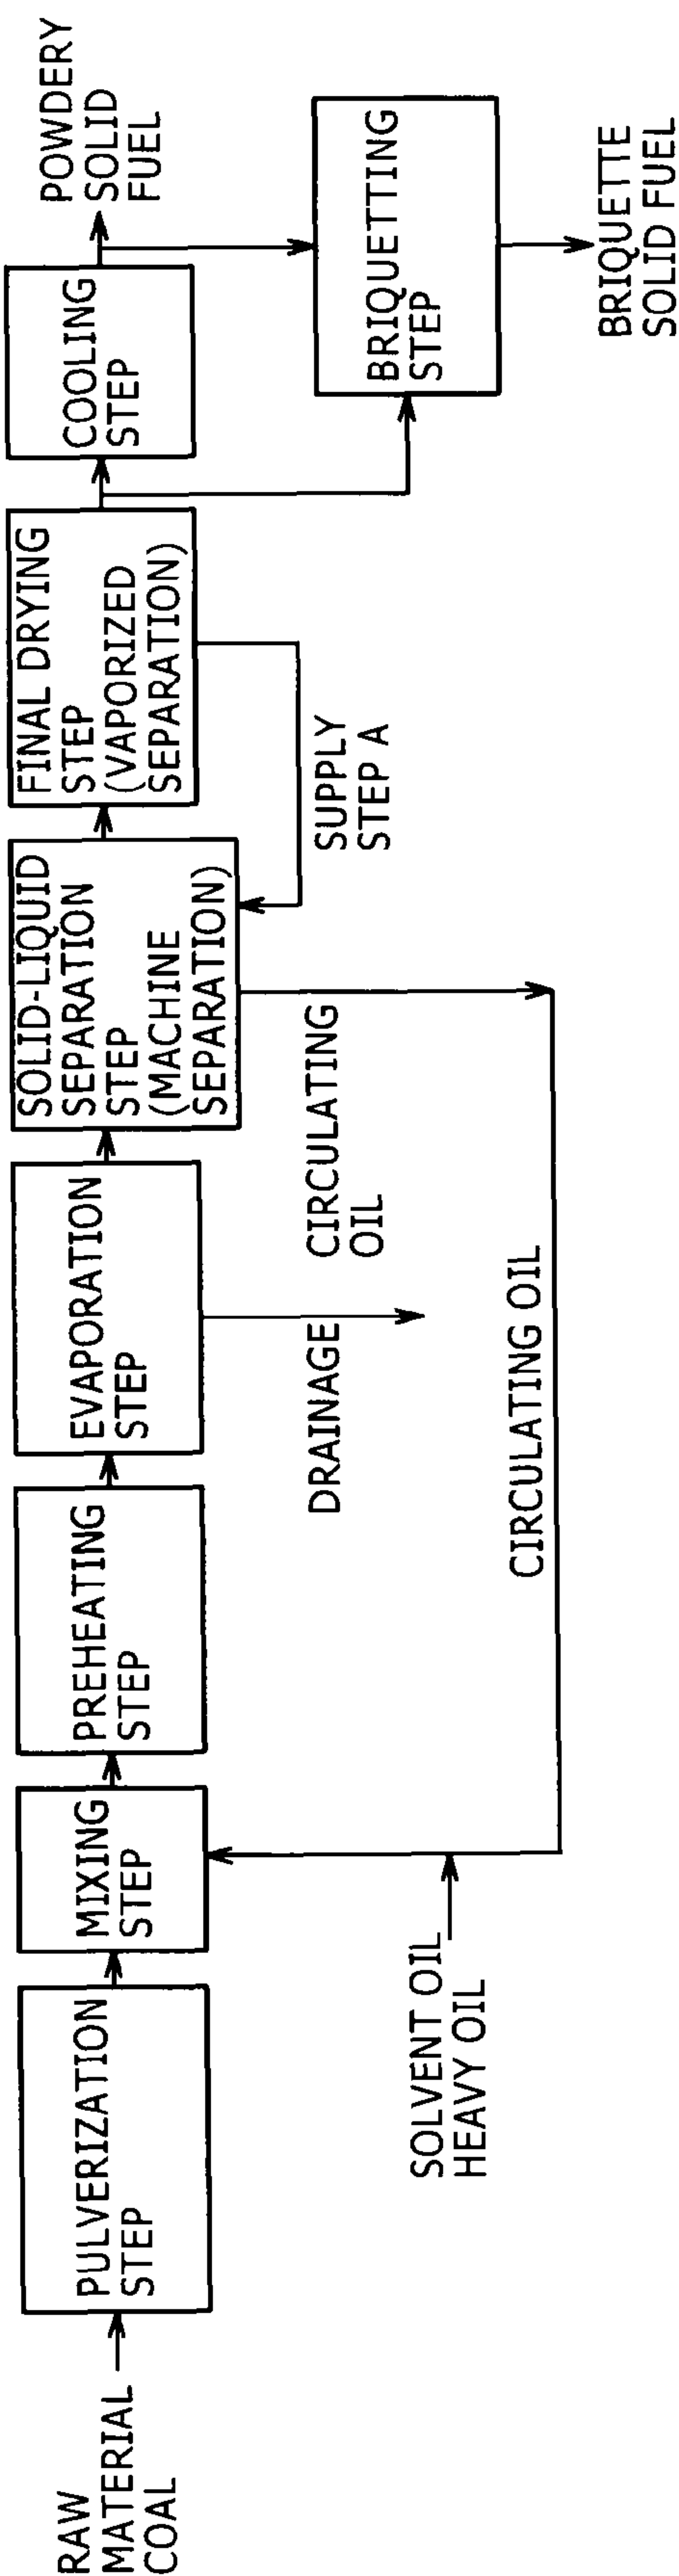 RAW
MATERIAL
COAL
PULVERIZATION
STEP
MIXING
STEP
PREHEATING
STEP
EVAPORATION
STEP
SOLID-LIQUID
SEPARATION
STEP
(MACHINE
SEPARATION)
FINAL DRYING
STEP
(VAPORIZED
SEPARATION)
COOLING
STEP
POWDERY
SOLID
FUEL
SOLVENT OIL
HEAVY OIL
DRAINAGE
CIRCULATING
OIL
CIRCULATING OIL
SUPPLY
STEP A
BRIQUETTING
STEP
BRIQUETTE
SOLID FUEL